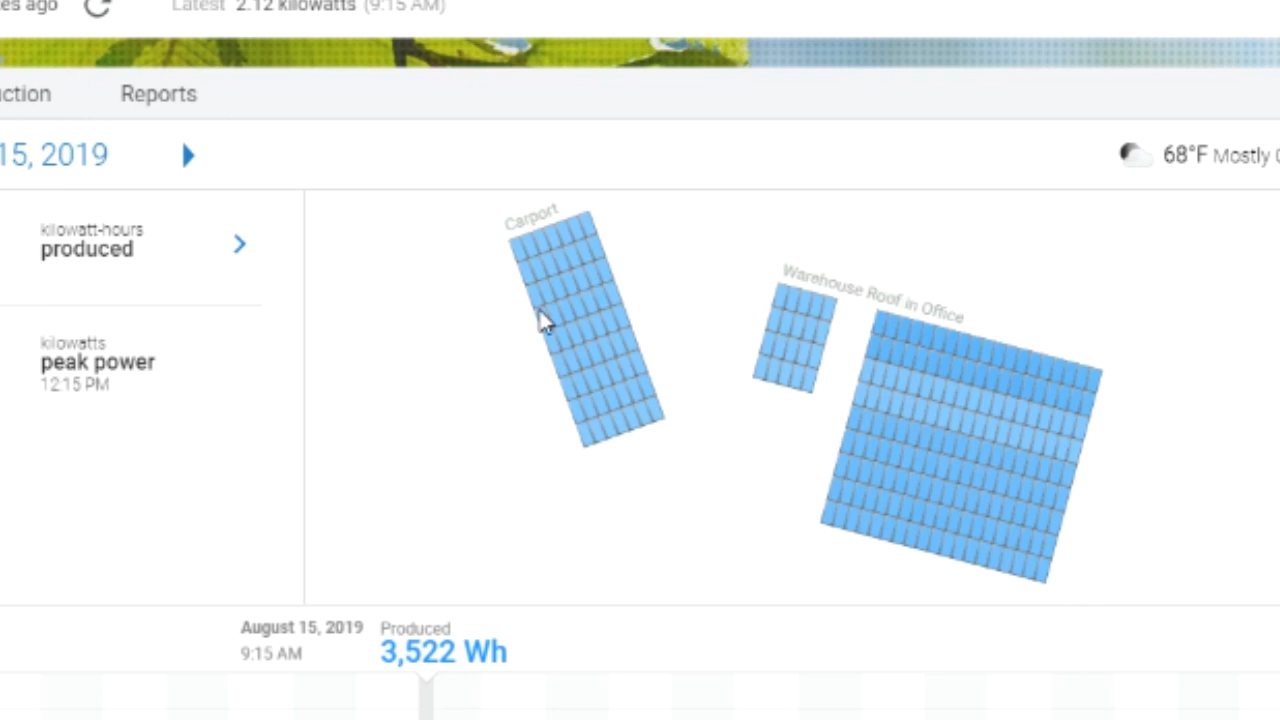 es ago Latest 2.12 kilowatts (9:15 AM)
ction Reports
15, 2019 68°F Mostly
kilowatt-hours
produced
kilowatts
peak power
12:15 PM
Carport
Warehouse Roof in Office
August 15, 2019 Produced
9:15 AM 3,522 Wh